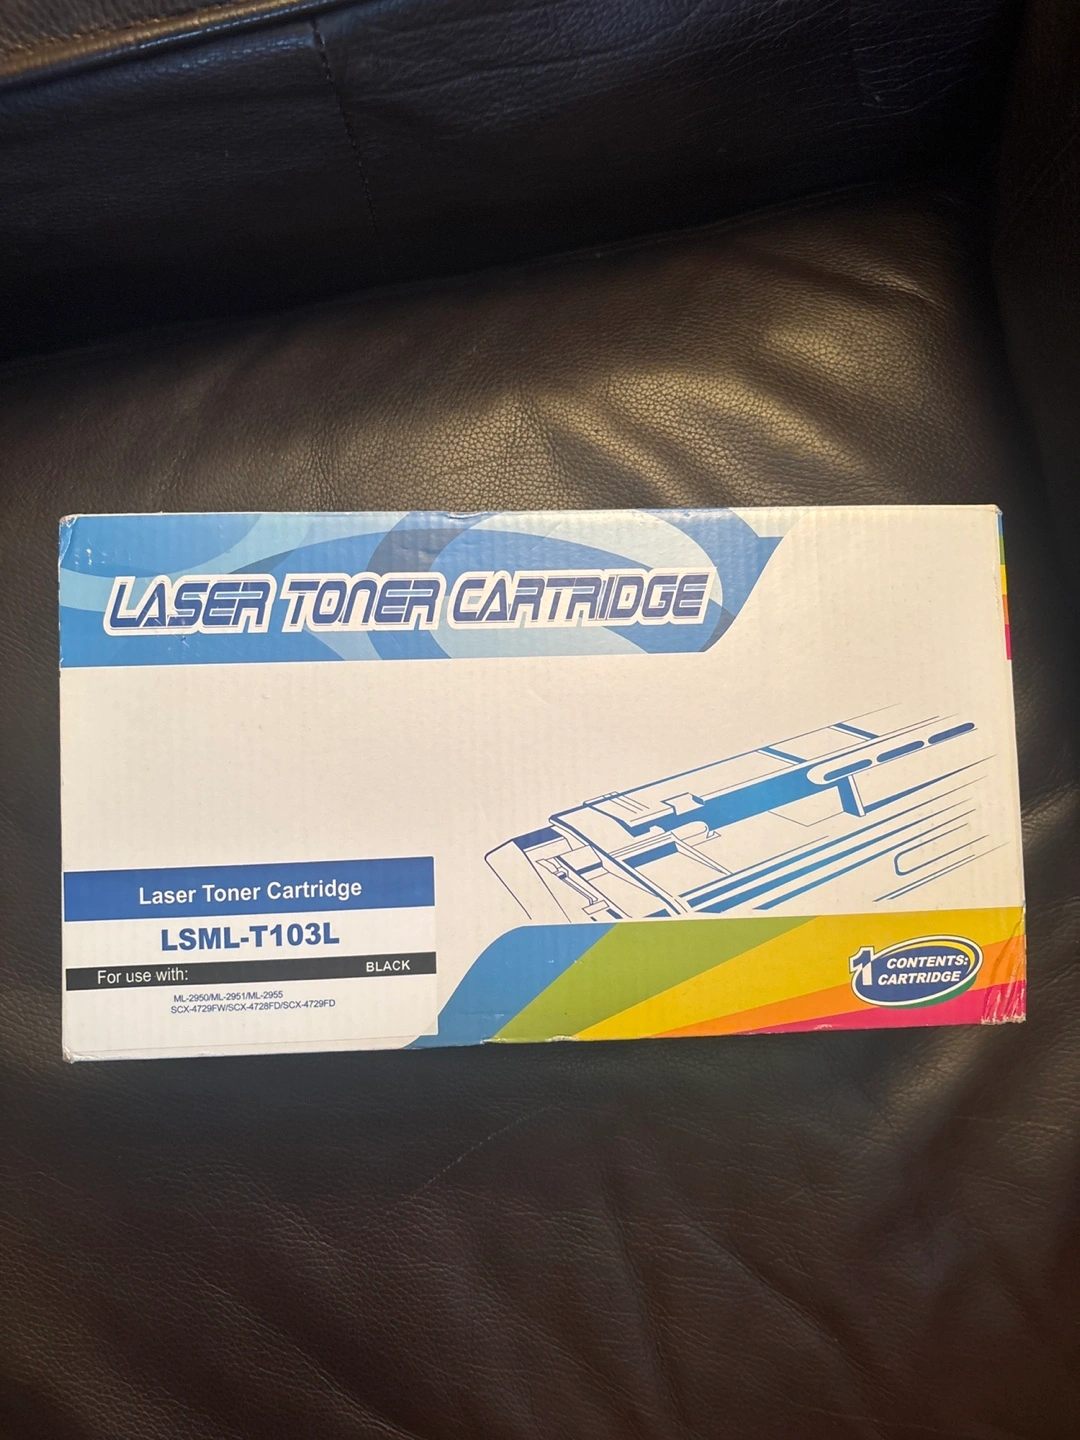 LASER TONER CARTRIDGE
Laser Toner Cartridge
LSML-T103L
For use with: BLACK
ML-2950/ML-2951/ML-2955
SCX-4729FW/SCX-4728FD/SCX-4729FD
1 CONTENTS:
CARTRIDGE